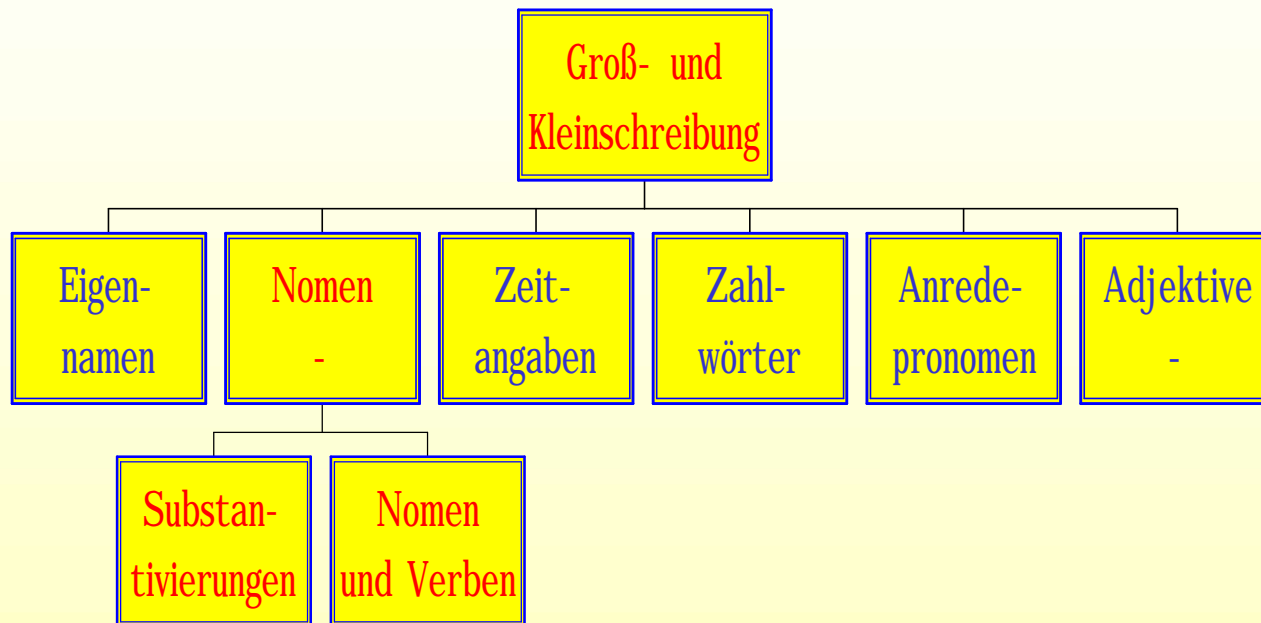 Groß- und
Kleinschreibung
Eigen-
namen
Nomen
-
Zeit-
angaben
Zahl-
wörter
Anrede-
pronomen
Adjektive
-
Substan-
tivierungen
Nomen
und Verben